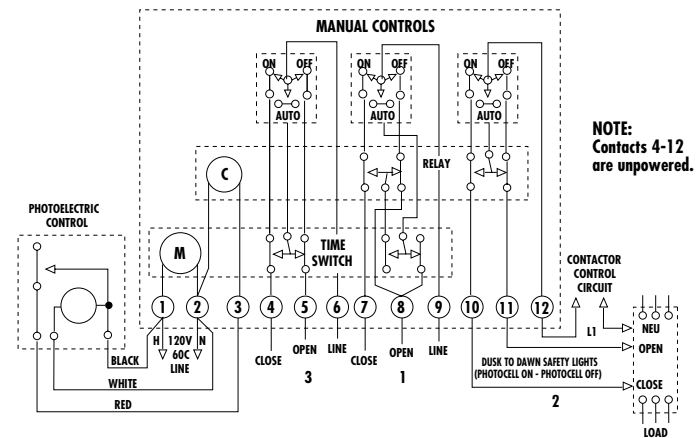 MANUAL CONTROLS
ON OFF
AUTO
ON OFF
AUTO
ON OFF
AUTO
NOTE:
Contacts 4-12
are unpowered.
RELAY
C
PHOTOELECTRIC
CONTROL
M
TIME
SWITCH
CONTACTOR
CONTROL
CIRCUIT
1 2 3 4 5 6 7 8 9 10 11 12
L1
NEU
H 120V N
60C
LINE
CLOSE
OPEN
LINE
CLOSE
OPEN
LINE
OPEN
BLACK
3
1
DUSK TO DAWN SAFETY LIGHTS
(PHOTOCELL ON - PHOTOCELL OFF)
2
WHITE
CLOSE
RED
LOAD